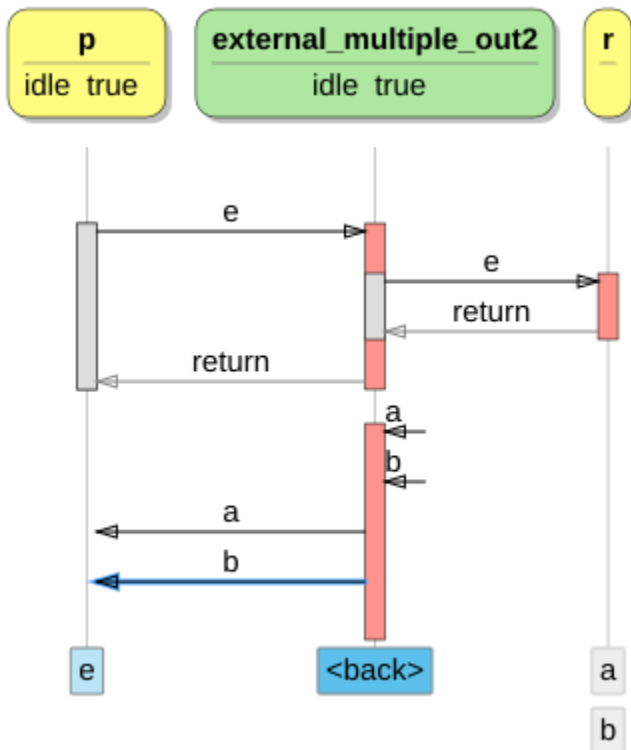 p external_multiple_out2 r
idle true idle true
e
e
return
return
a
b
a
b
e <back> a
b